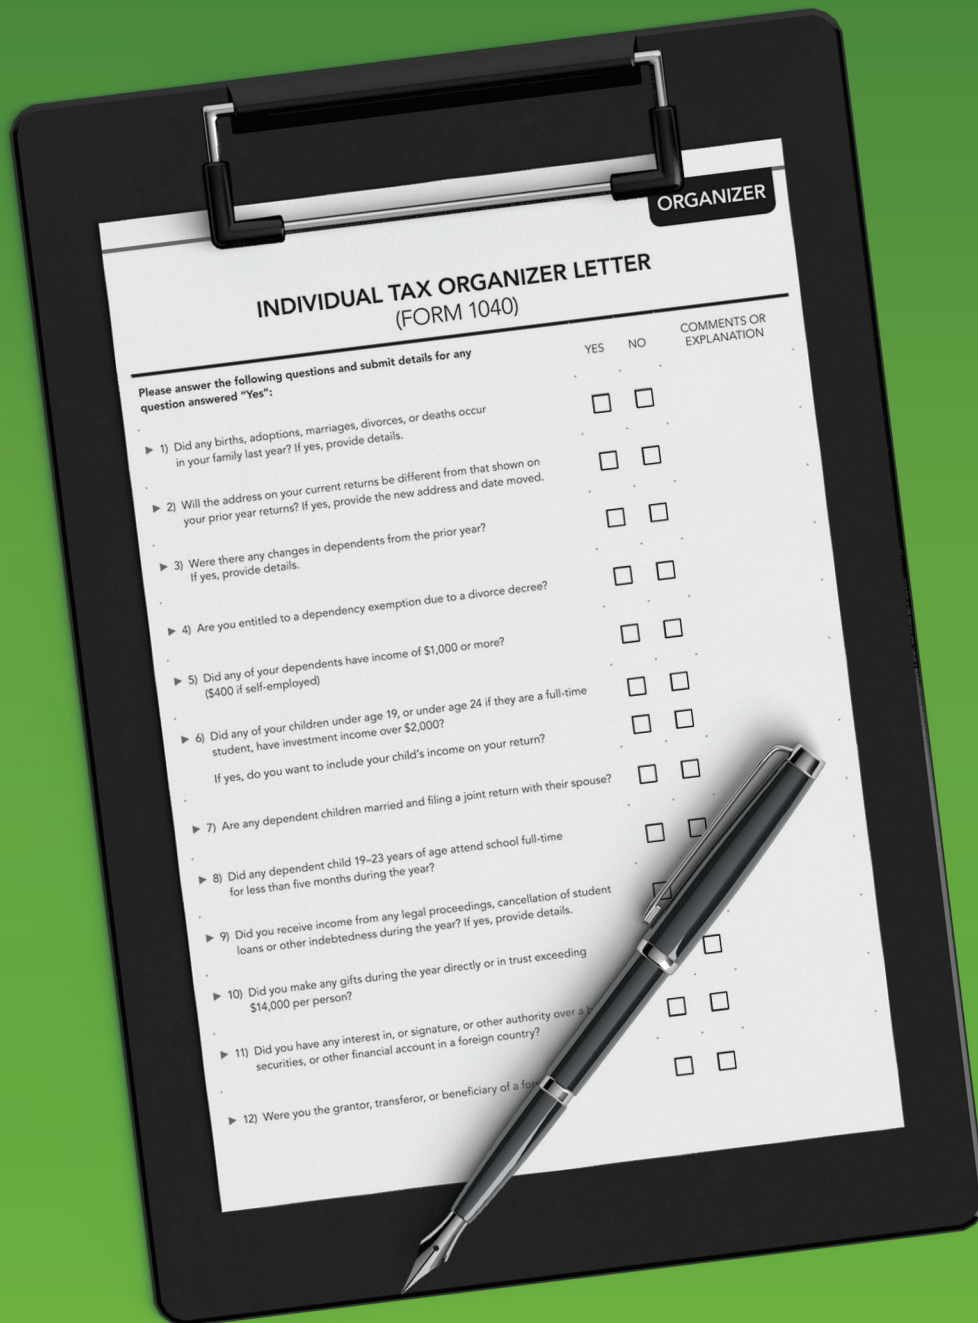 ORGANIZER
INDIVIDUAL TAX ORGANIZER LETTER
(FORM 1040)
YES NO COMMENTS OR
EXPLANATION
Please answer the following questions and submit details for any
question answered "Yes":
▶ 1) Did any births, adoptions, marriages, divorces, or deaths occur
in your family last year? If yes, provide details.
▶ 2) Will the address on your current returns be different from that shown on
your prior year returns? If yes, provide the new address and date moved.
▶ 3) Were there any changes in dependents from the prior year?
If yes, provide details.
▶ 4) Are you entitled to a dependency exemption due to a divorce decree?
▶ 5) Did any of your dependents have income of $1,000 or more?
($400 if self-employed)
▶ 6) Did any of your children under age 19, or under age 24 if they are a full-time
student, have investment income over $2,000?
If yes, do you want to include your child's income on your return?
▶ 7) Are any dependent children married and filing a joint return with their spouse?
▶ 8) Did any dependent child 19–23 years of age attend school full-time
for less than five months during the year?
▶ 9) Did you receive income from any legal proceedings, cancellation of student
loans or other indebtedness during the year? If yes, provide details.
▶ 10) Did you make any gifts during the year directly or in trust exceeding
$14,000 per person?
▶ 11) Did you have any interest in, or signature, or other authority over a
securities, or other financial account in a foreign country?
▶ 12) Were you the grantor, transferor, or beneficiary of a